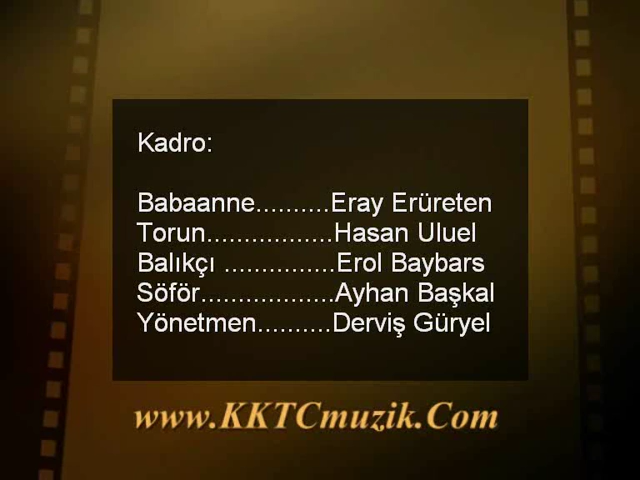 Kadro:
Babaanne..........Eray Erüreten
Torun.................Hasan Uluel
Balıkçı ...............Erol Baybars
Söför..................Ayhan Başkal
Yönetmen..........Derviş Güryel
www.KKTCmuzik.Com